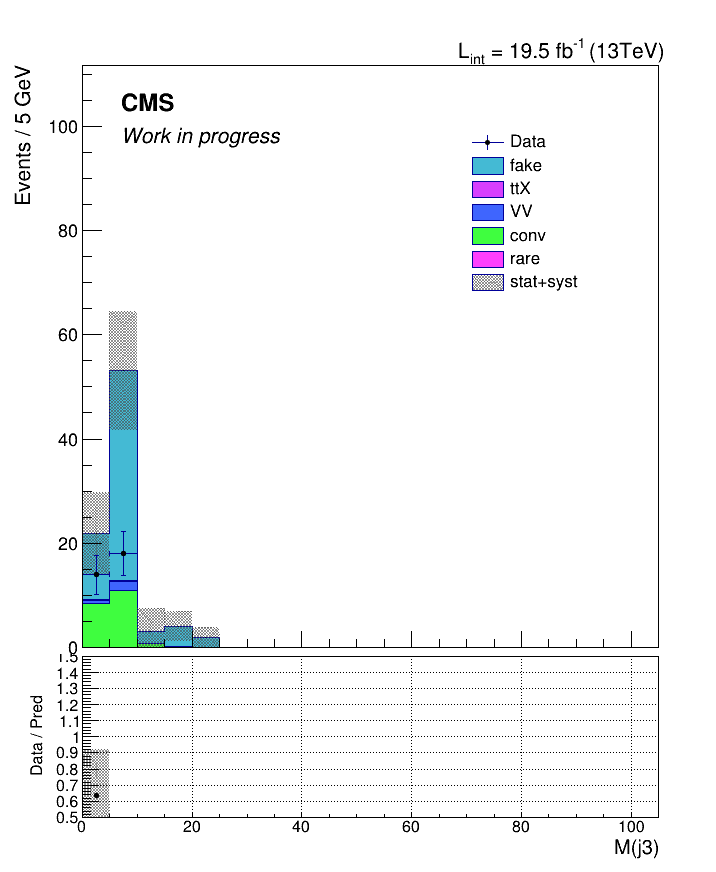 L_int = 19.5 fb^-1 (13TeV)
Events / 5 GeV
CMS
Work in progress
100
80
60
40
20
0
Data
fake
ttX
VV
conv
rare
stat+syst
Data / Pred
1.5
1.4
1.3
1.2
1.1
1
0.9
0.8
0.7
0.6
0.5
0 20 40 60 80 100
M(j3)